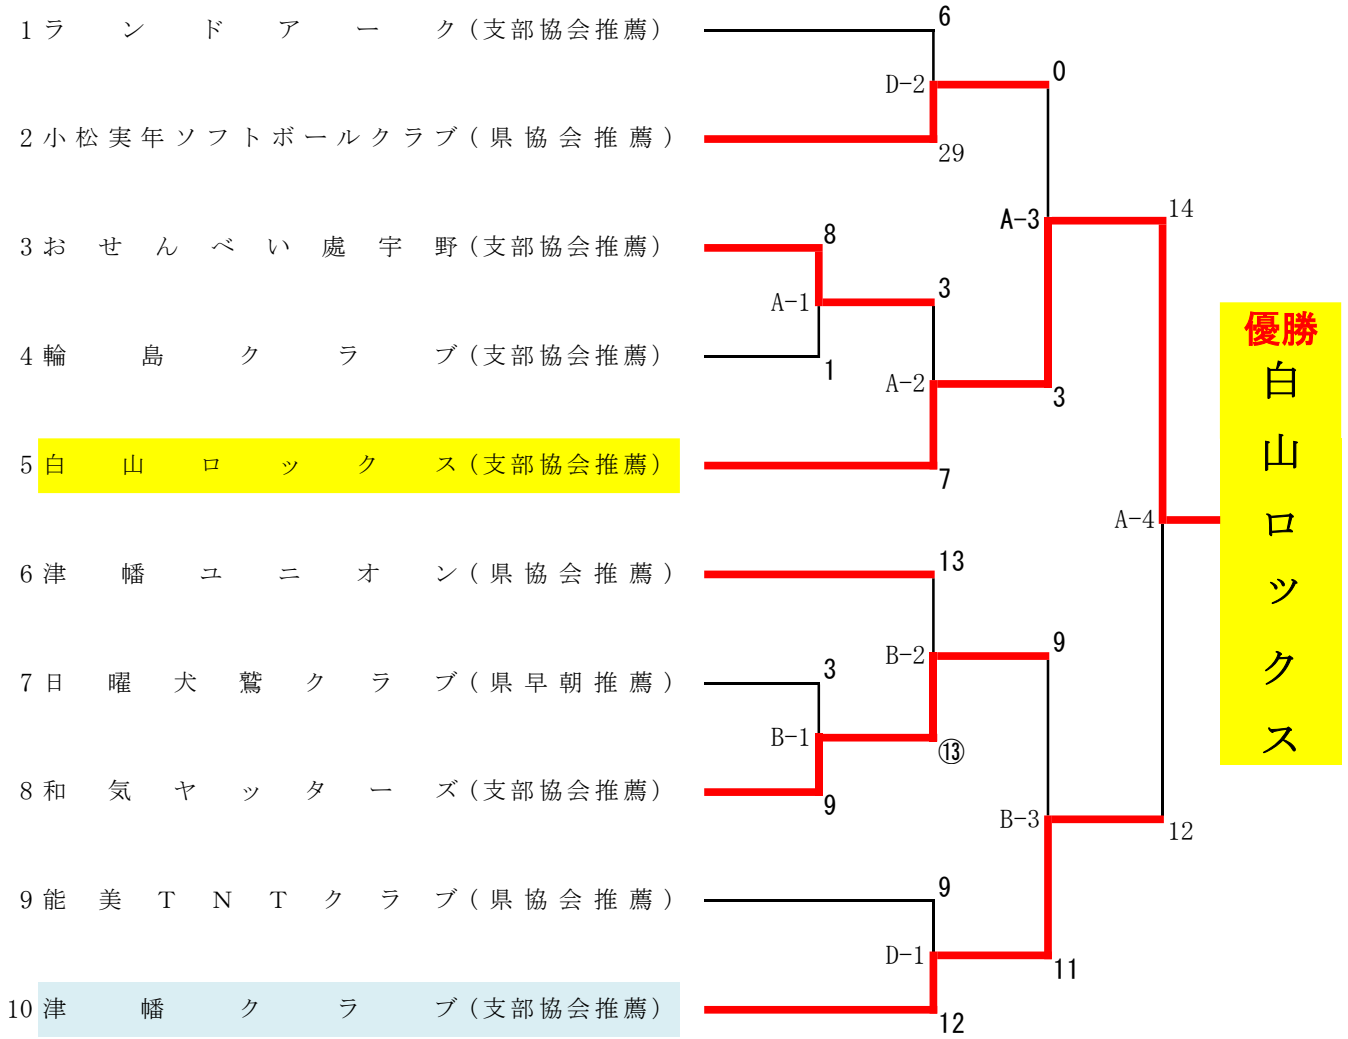 1 ランドアーク(支部協会推薦)
6
D-2
0
2 小松実年ソフトボールクラブ(県協会推薦)
29
A-3
14
3 おせんべい處宇野(支部協会推薦)
8
A-1
3
4 輪島クラブ(支部協会推薦)
1
A-2
3
5 白山ロックス(支部協会推薦)
7
A-4
優勝
白山ロックス
6 津幡ユニオン(県協会推薦)
13
B-2
9
7 日曜犬鷲クラブ(県早朝推薦)
3
B-1
⑬
8 和気ヤッターズ(支部協会推薦)
9
B-3
12
9 能美TNTクラブ(県協会推薦)
9
D-1
11
10 津幡クラブ(支部協会推薦)
12